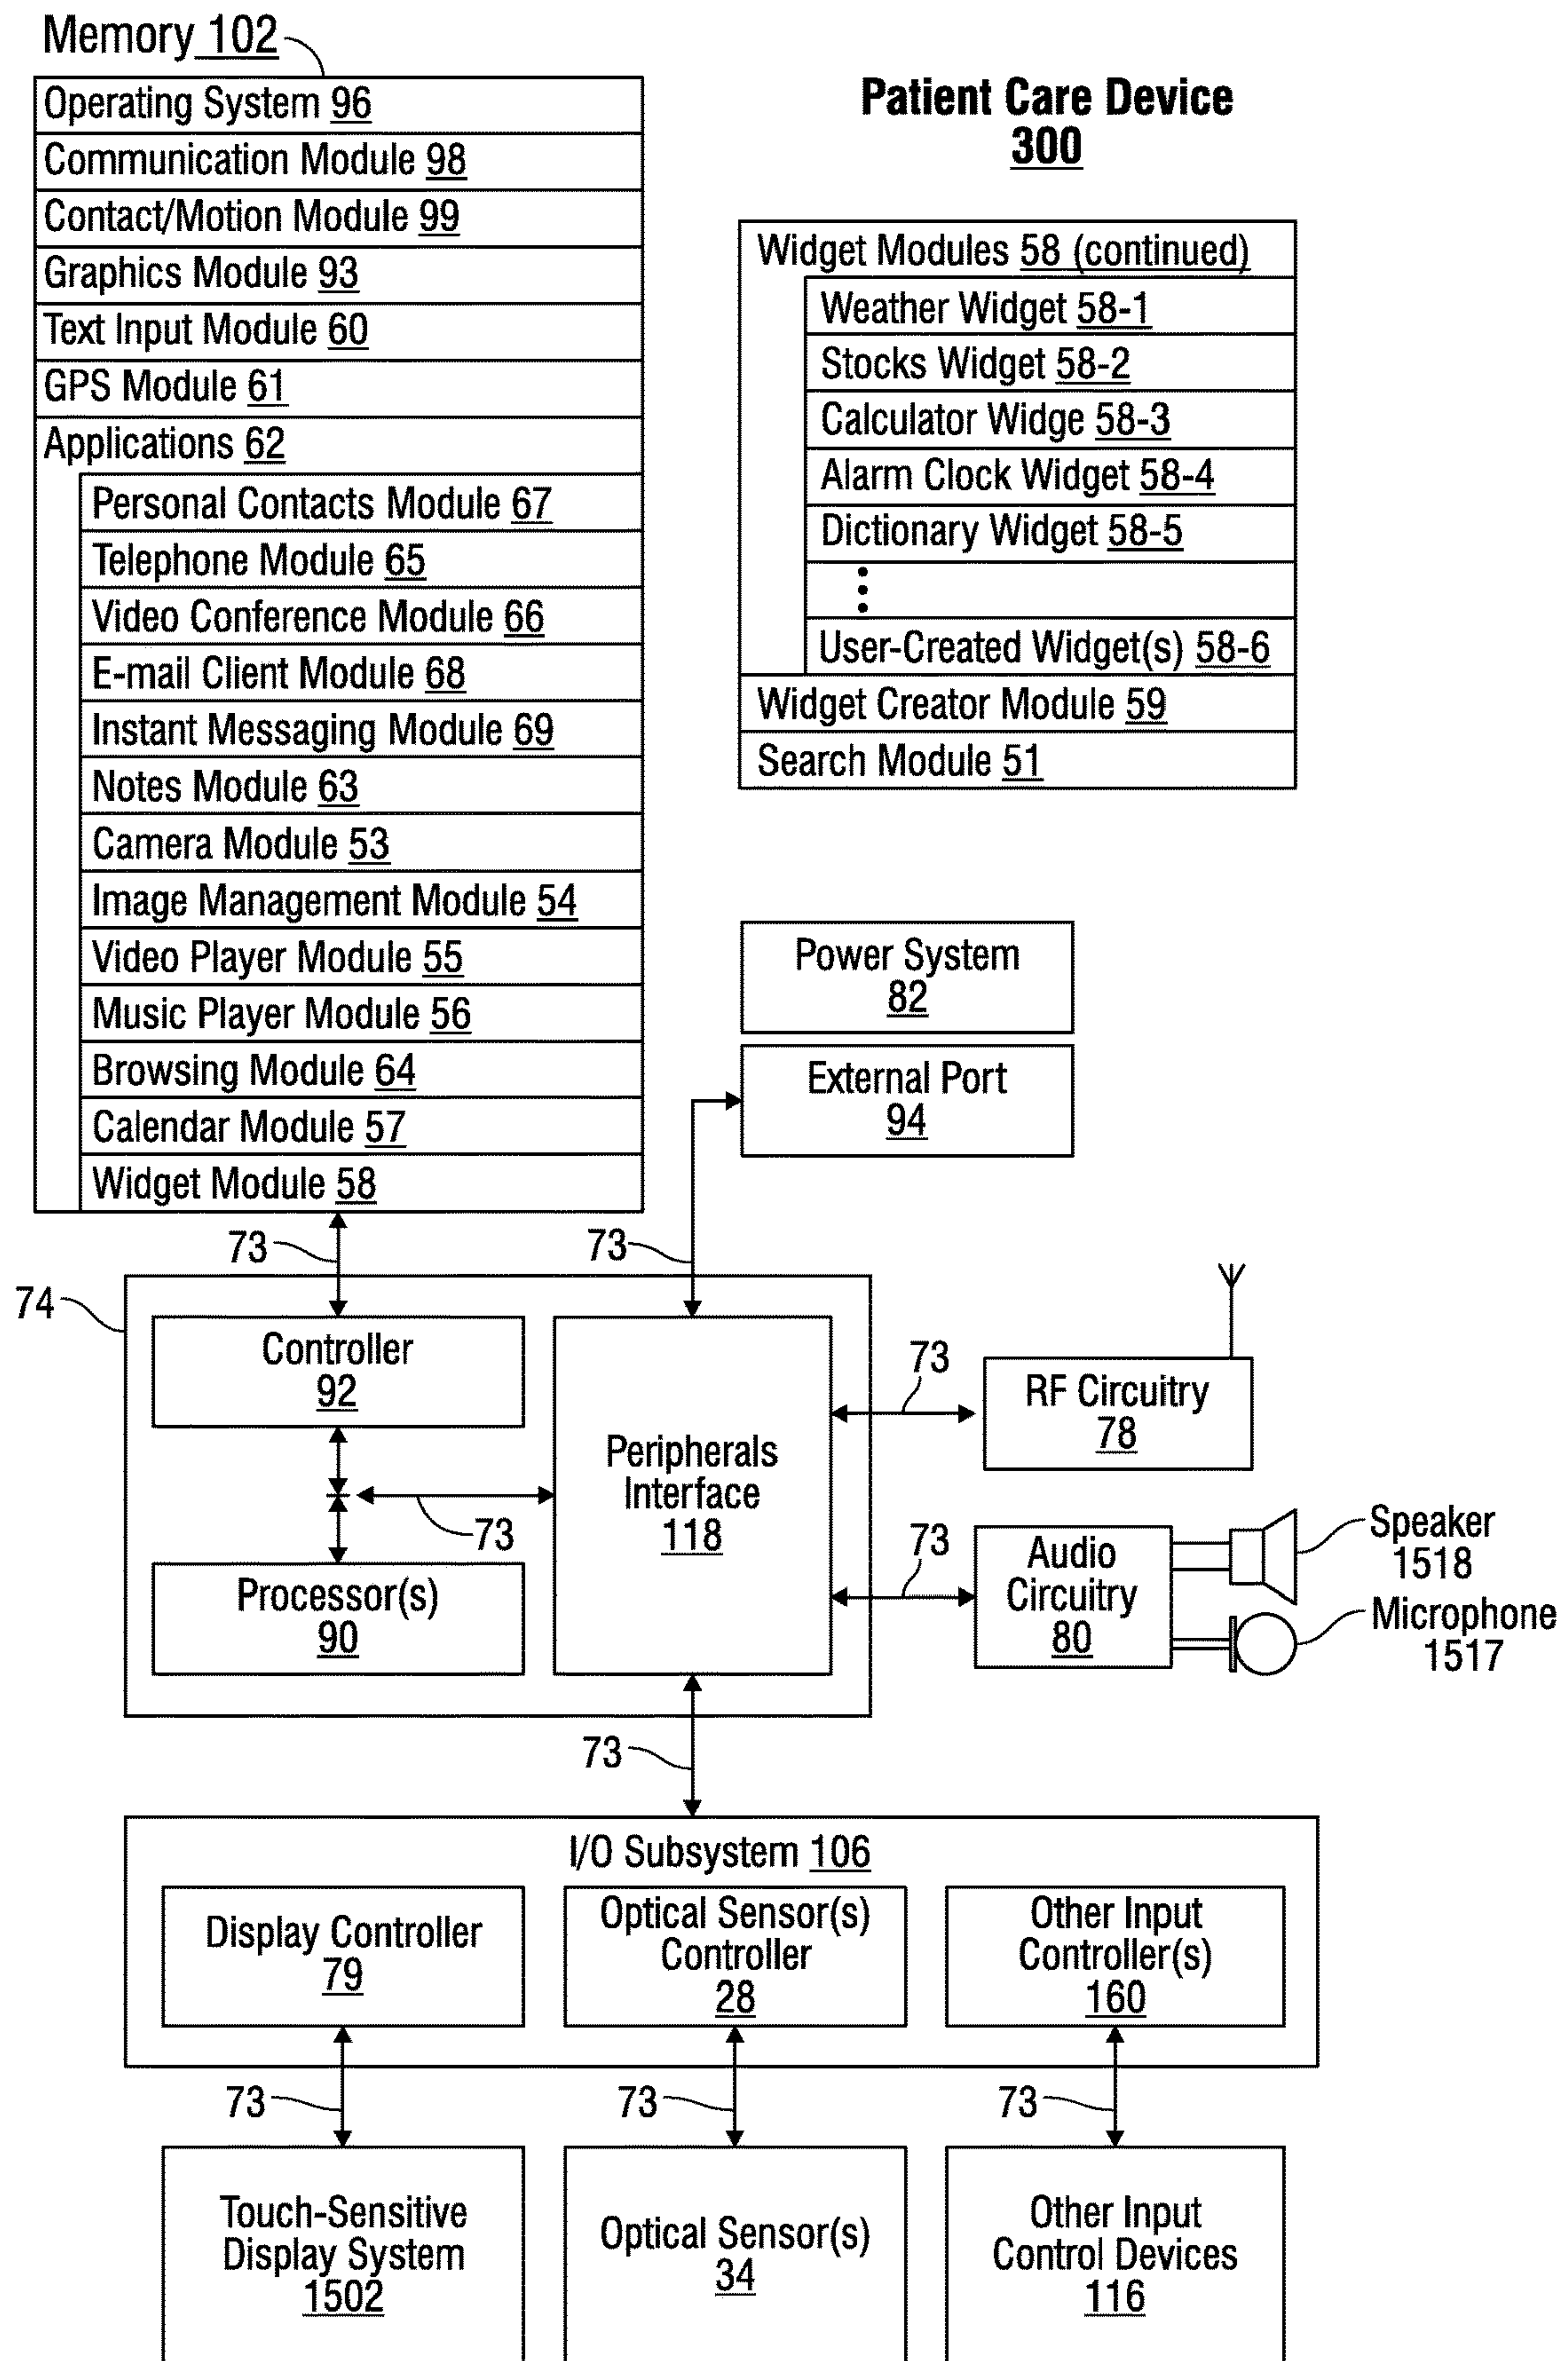 Memory 102
Operating System 96
Communication Module 98
Contact/Motion Module 99
Graphics Module 93
Text Input Module 60
GPS Module 61
Applications 62
Personal Contacts Module 67
Telephone Module 65
Video Conference Module 66
E-mail Client Module 68
Instant Messaging Module 69
Notes Module 63
Camera Module 53
Image Management Module 54
Video Player Module 55
Music Player Module 56
Browsing Module 64
Calendar Module 57
Widget Module 58
Patient Care Device
300
Widget Modules 58 (continued)
Weather Widget 58-1
Stocks Widget 58-2
Calculator Widge 58-3
Alarm Clock Widget 58-4
Dictionary Widget 58-5
User-Created Widget(s) 58-6
Widget Creator Module 59
Search Module 51
Power System
82
External Port
94
73
73
74
Controller
92
73
Processor(s)
90
Peripherals
Interface
118
73
RF Circuitry
78
73
Audio
Circuitry
80
Speaker
1518
Microphone
1517
73
I/O Subsystem 106
Display Controller
79
Optical Sensor(s)
Controller
28
Other Input
Controller(s)
160
73
73
73
Touch-Sensitive
Display System
1502
Optical Sensor(s)
34
Other Input
Control Devices
116